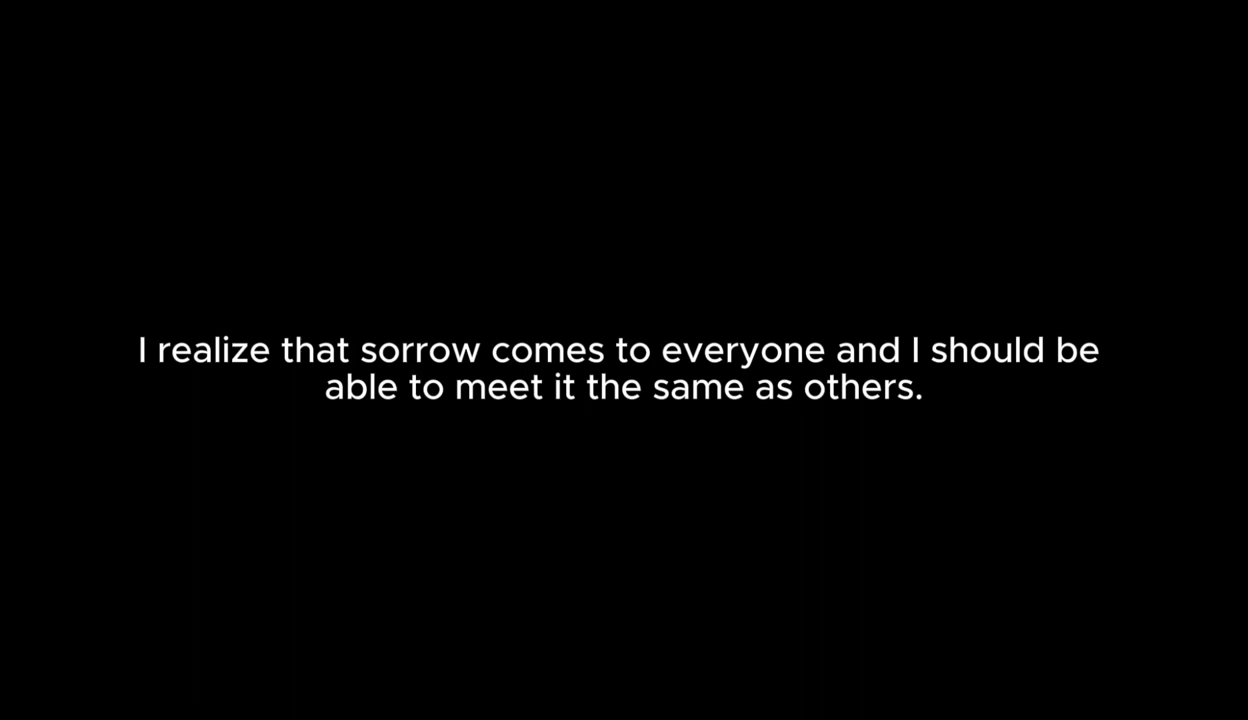 I realize that sorrow comes to everyone and I should be
able to meet it the same as others.